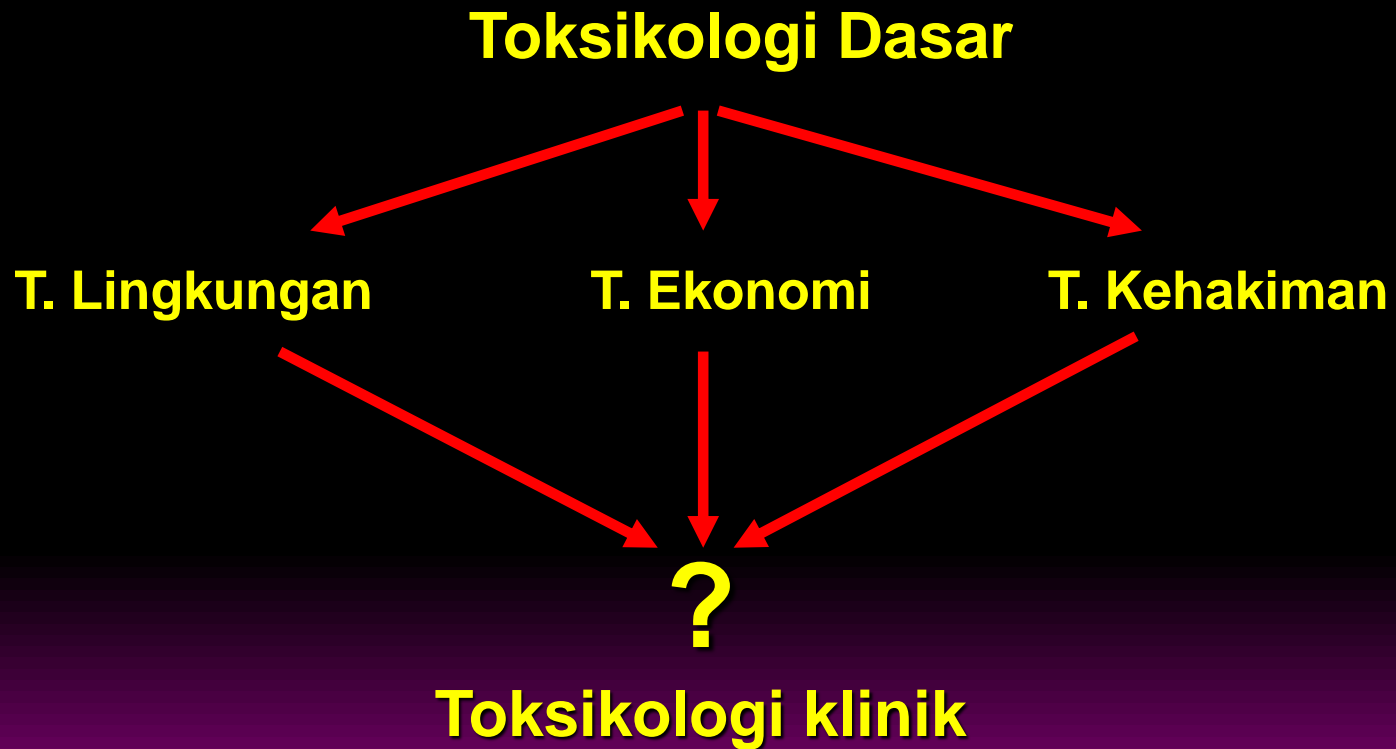 Toksikologi Dasar
T. Lingkungan T. Ekonomi T. Kehakiman
?
Toksikologi klinik